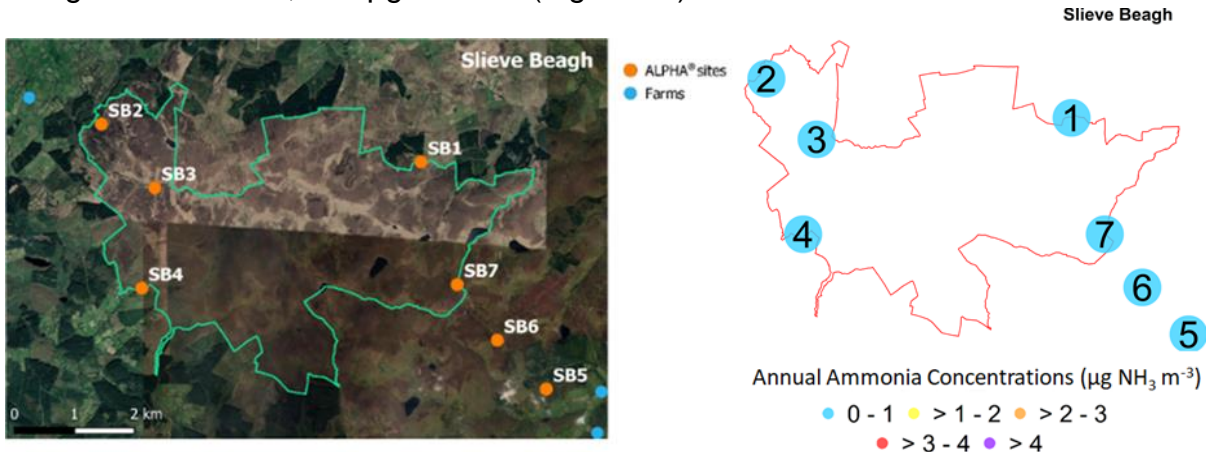 Slieve Beagh
ALPHA® sites
Farms
SB2
SB1
SB3
SB4
SB7
SB6
SB5
0 1 2 km
Slieve Beagh
2
1
3
4
7
6
5
Annual Ammonia Concentrations (µg NH₃ m⁻³)
0 - 1 > 1 - 2 > 2 - 3
> 3 - 4 > 4